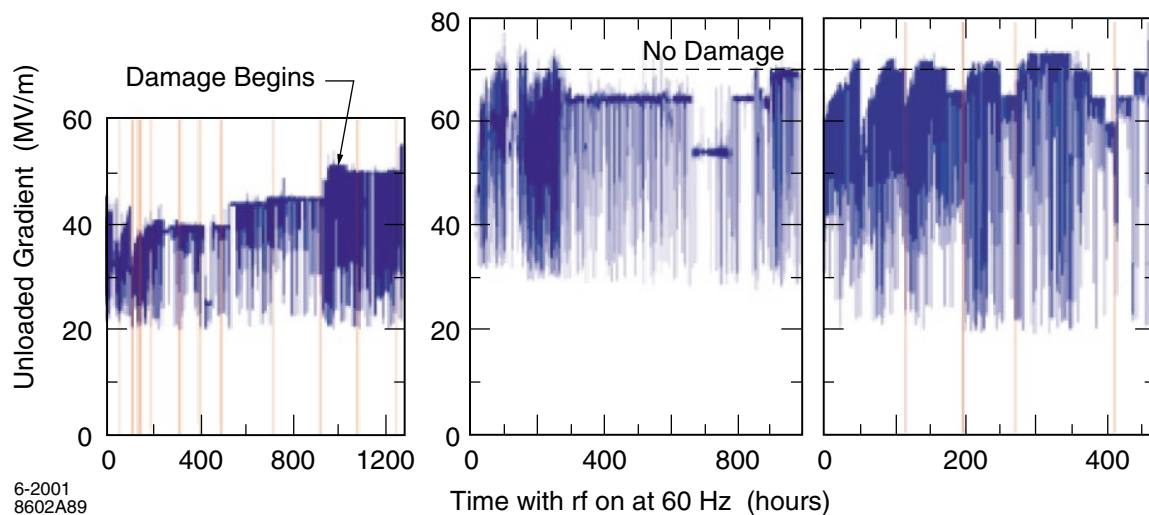 Unloaded Gradient (MV/m)
Damage Begins
60
40
20
0
0 400 800 1200
80
60
40
20
0
No Damage
0 400 800
0 200 400
Time with rf on at 60 Hz (hours)
6-2001
8602A89